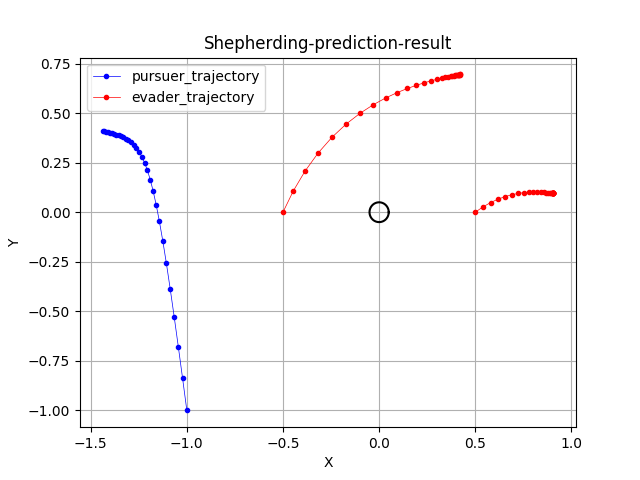 Shepherding-prediction-result
pursuer_trajectory
evader_trajectory
0.75
0.50
0.25
0.00
−0.25
−0.50
−0.75
−1.00
Y
−1.5
−1.0
−0.5
0.0
0.5
1.0
X